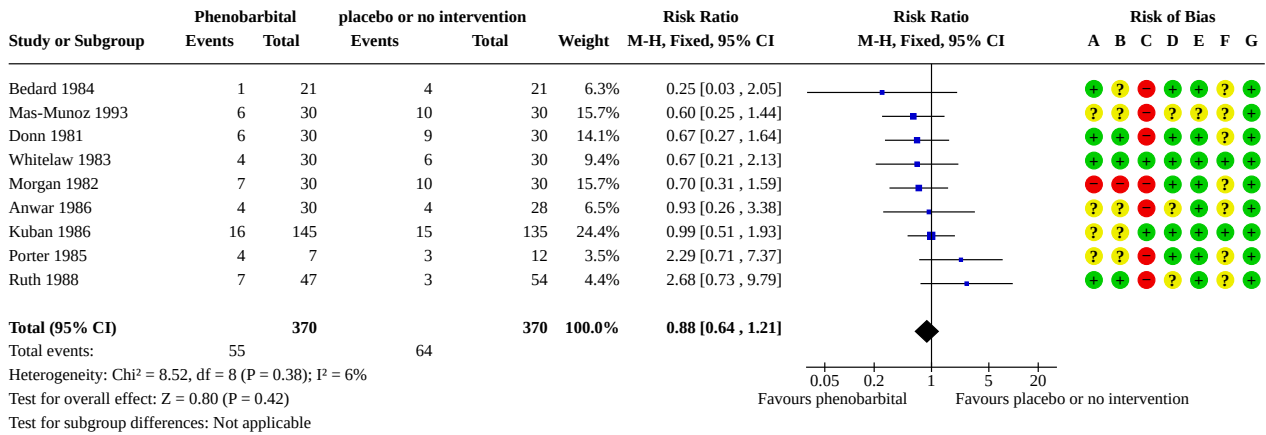 Phenobarbital placebo or no intervention Risk Ratio Risk Ratio Risk of Bias
Study or Subgroup Events Total Events Total Weight M-H, Fixed, 95% CI M-H, Fixed, 95% CI A B C D E F G
Bedard 1984 1 21 4 21 6.3% 0.25 [0.03 , 2.05] + ? − + + ? +
Mas-Munoz 1993 6 30 10 30 15.7% 0.60 [0.25 , 1.44] ? ? − ? ? ? +
Donn 1981 6 30 9 30 14.1% 0.67 [0.27 , 1.64] + + − + + ? +
Whitelaw 1983 4 30 6 30 9.4% 0.67 [0.21 , 2.13] + + + + + + +
Morgan 1982 7 30 10 30 15.7% 0.70 [0.31 , 1.59] − − − + + ? +
Anwar 1986 4 30 4 28 6.5% 0.93 [0.26 , 3.38] ? ? − ? + ? +
Kuban 1986 16 145 15 135 24.4% 0.99 [0.51 , 1.93] ? ? + + + + +
Porter 1985 4 7 3 12 3.5% 2.29 [0.71 , 7.37] ? ? − + + ? +
Ruth 1988 7 47 3 54 4.4% 2.68 [0.73 , 9.79] + + − ? + ? +
Total (95% CI) 370 370 100.0% 0.88 [0.64 , 1.21]
Total events: 55 64
Heterogeneity: Chi² = 8.52, df = 8 (P = 0.38); I² = 6%
0.05 0.2 1 5 20
Test for overall effect: Z = 0.80 (P = 0.42)
Favours phenobarbital Favours placebo or no intervention
Test for subgroup differences: Not applicable